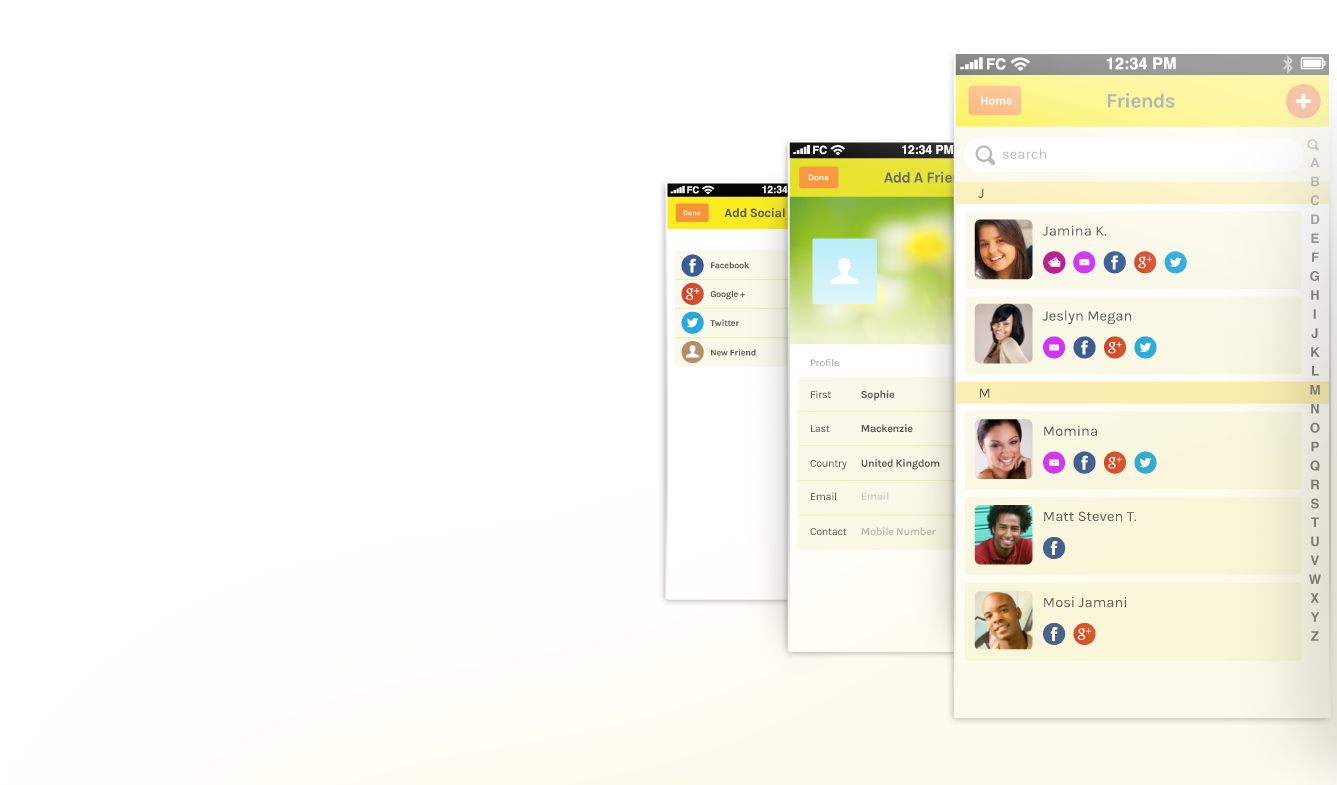 FC 12:34
Done Add Social
Facebook
Google +
Twitter
New Friend
FC 12:34 PM
Done Add A Frie
Profile
First Sophie
Last Mackenzie
Country United Kingdom
Email Email
Contact Mobile Number
FC 12:34 PM
Home Friends +
search
J
Jamina K.
Jeslyn Megan
M
Momina
Matt Steven T.
Mosi Jamani
A
B
C
D
E
F
G
H
I
J
K
L
M
N
O
P
Q
R
S
T
U
V
W
X
Y
Z